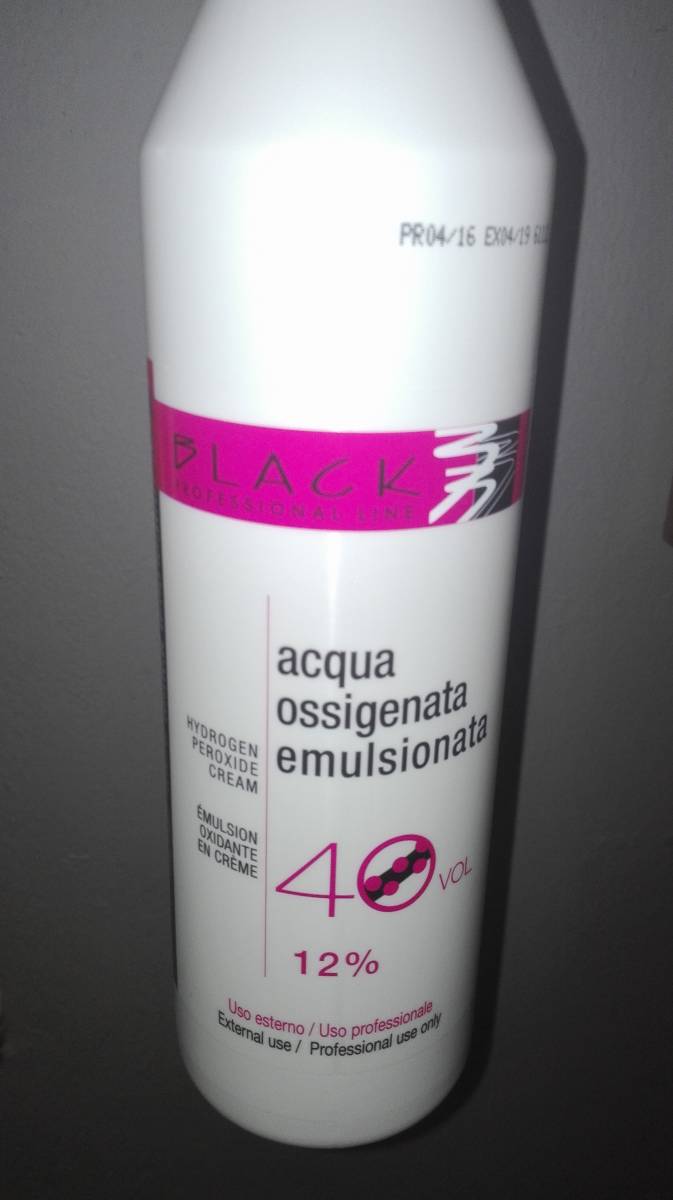 PR04/16 EX04/19
BLACK
PROFESSIONAL LINE
acqua
ossigenata
emulsionata
HYDROGEN
PEROXIDE
CREAM
ÉMULSION
OXIDANTE
EN CRÈME
40 VOL
12%
Uso esterno / Uso professionale
External use / Professional use only